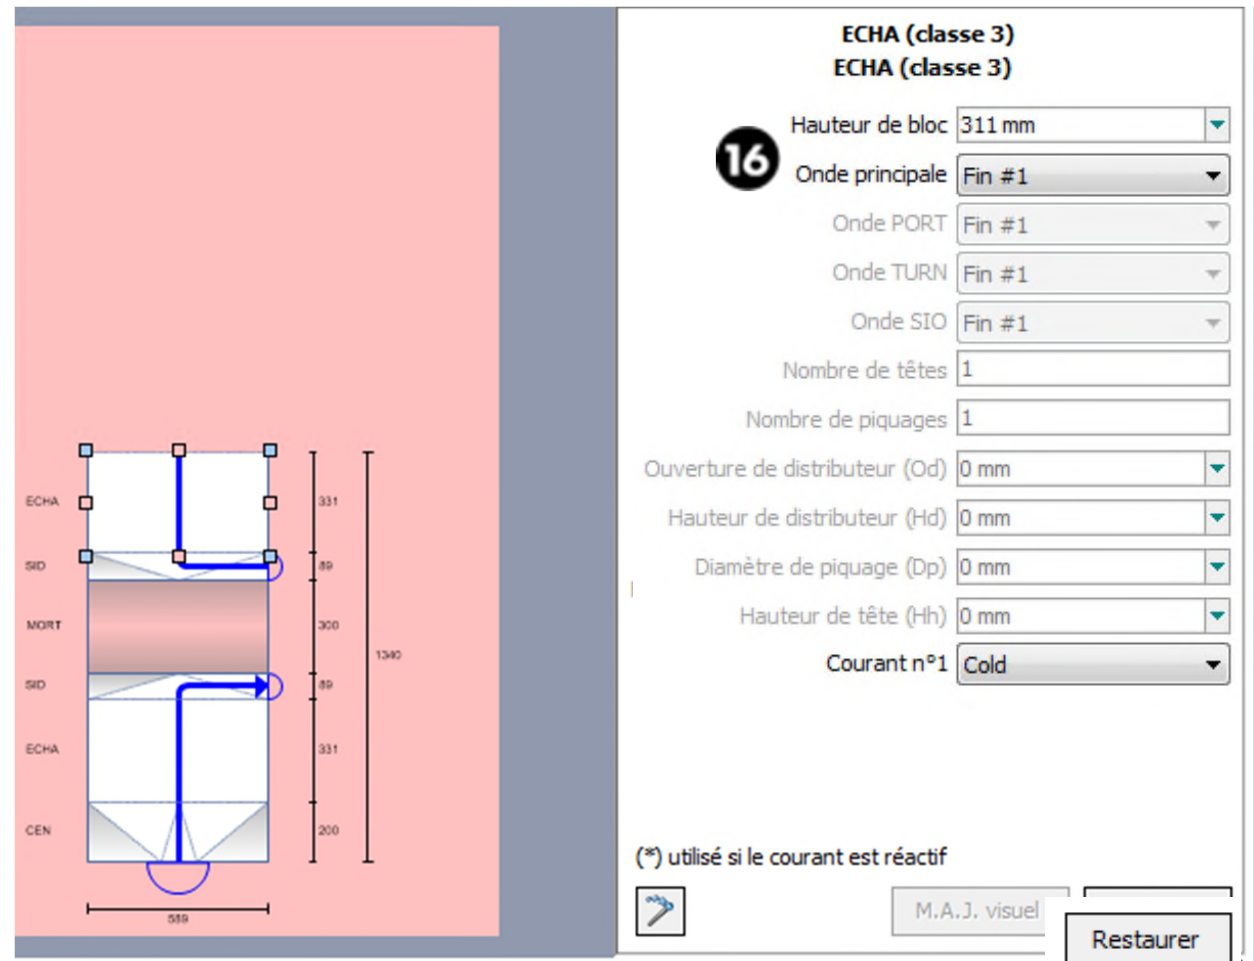 ECHA (classe 3)
ECHA (classe 3)
16
Hauteur de bloc 311 mm
Onde principale Fin #1
Onde PORT Fin #1
Onde TURN Fin #1
Onde SIO Fin #1
Nombre de têtes 1
Nombre de piquages 1
Ouverture de distributeur (Od) 0 mm
Hauteur de distributeur (Hd) 0 mm
Diamètre de piquage (Dp) 0 mm
Hauteur de tête (Hh) 0 mm
Courant n°1 Cold
(*) utilisé si le courant est réactif
M.A.J. visuel
Restaurer
ECHA 331
SID 89
MORT 300
1340
SID 89
ECHA 331
CEN 200
589